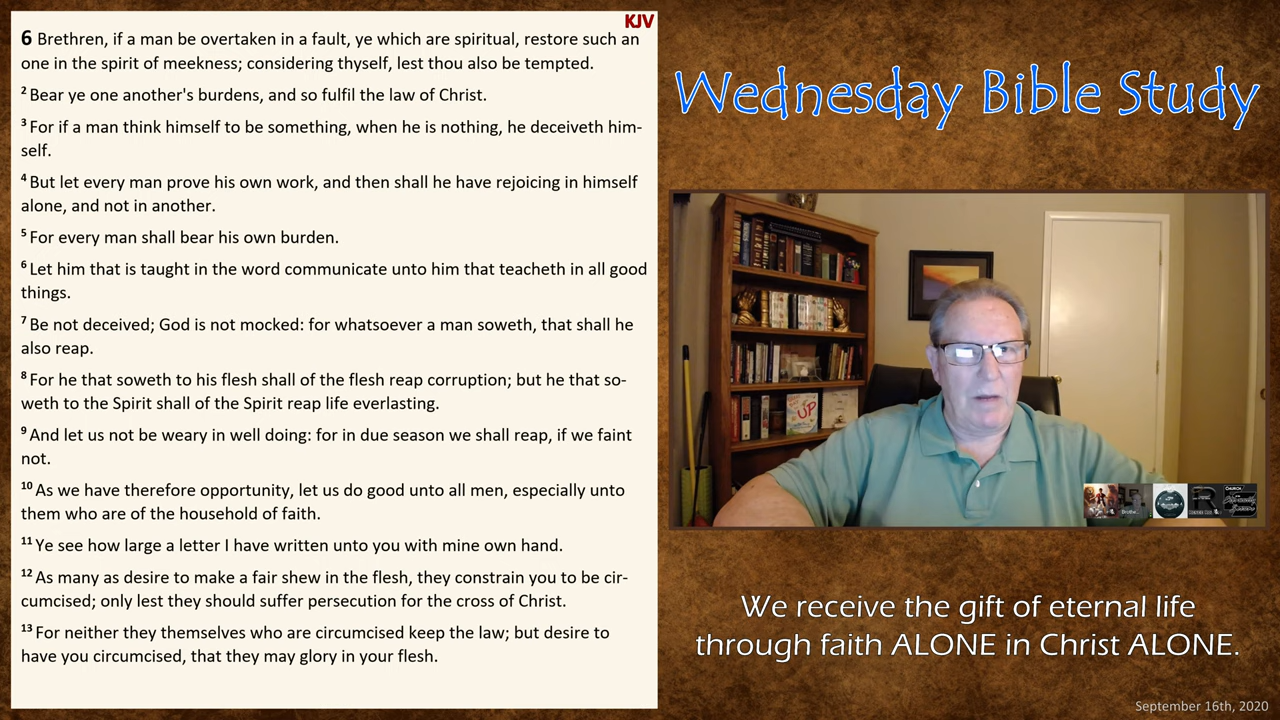 KJV
6 Brethren, if a man be overtaken in a fault, ye which are spiritual, restore such an
one in the spirit of meekness; considering thyself, lest thou also be tempted.
2 Bear ye one another's burdens, and so fulfil the law of Christ.
3 For if a man think himself to be something, when he is nothing, he deceiveth him-
self.
4 But let every man prove his own work, and then shall he have rejoicing in himself
alone, and not in another.
5 For every man shall bear his own burden.
6 Let him that is taught in the word communicate unto him that teacheth in all good
things.
7 Be not deceived; God is not mocked: for whatsoever a man soweth, that shall he
also reap.
8 For he that soweth to his flesh shall of the flesh reap corruption; but he that so-
weth to the Spirit shall of the Spirit reap life everlasting.
9 And let us not be weary in well doing: for in due season we shall reap, if we faint
not.
10 As we have therefore opportunity, let us do good unto all men, especially unto
them who are of the household of faith.
11 Ye see how large a letter I have written unto you with mine own hand.
12 As many as desire to make a fair shew in the flesh, they constrain you to be cir-
cumcised; only lest they should suffer persecution for the cross of Christ.
13 For neither they themselves who are circumcised keep the law; but desire to
have you circumcised, that they may glory in your flesh.
Wednesday Bible Study
UP
Brothe...
CHURCH
We receive the gift of eternal life
through faith ALONE in Christ ALONE.
September 16th, 2020